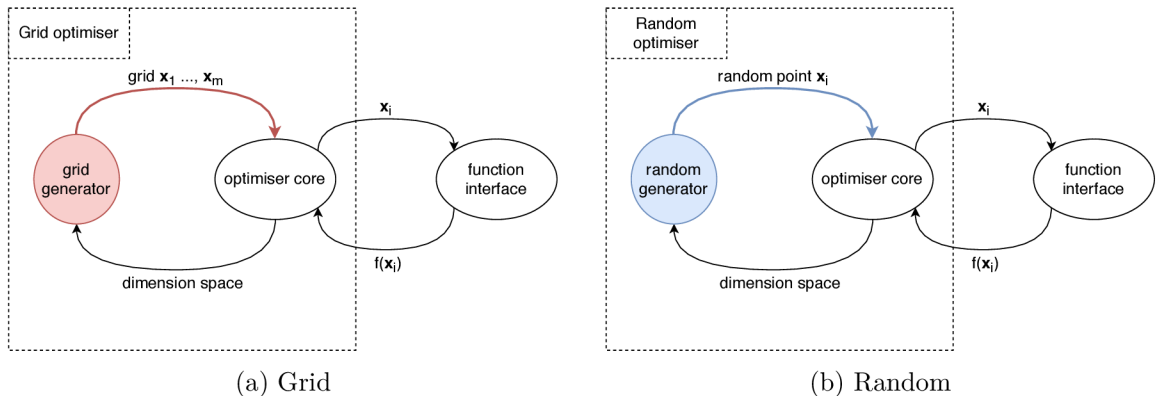 Grid optimiser
grid x₁ ..., xₘ
xᵢ
grid
generator
optimiser core
function
interface
f(xᵢ)
dimension space
(a) Grid
Random
optimiser
random point xᵢ
xᵢ
random
generator
optimiser core
function
interface
f(xᵢ)
dimension space
(b) Random